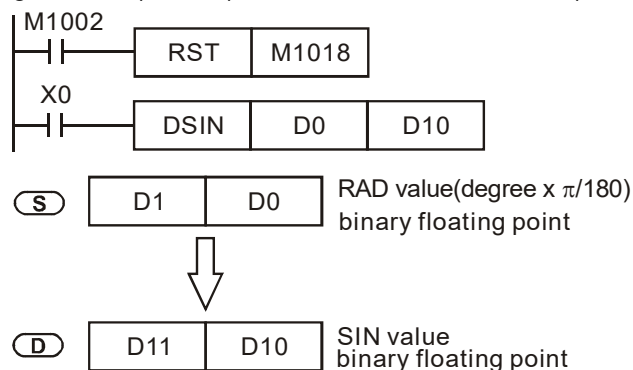 M1002
RST M1018
X0
DSIN D0 D10
S D1 D0 RAD value(degree x π/180)
binary floating point
D D11 D10 SIN value
binary floating point